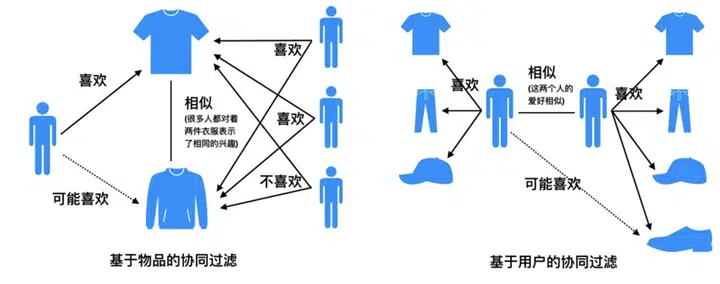 喜欢
喜欢
相似
(很多人都对着
两件衣服表示
了相同的兴趣)
喜欢
不喜欢
可能喜欢
基于物品的协同过滤
喜欢
相似
(这两个人的
爱好相似)
喜欢
可能喜欢
基于用户的协同过滤